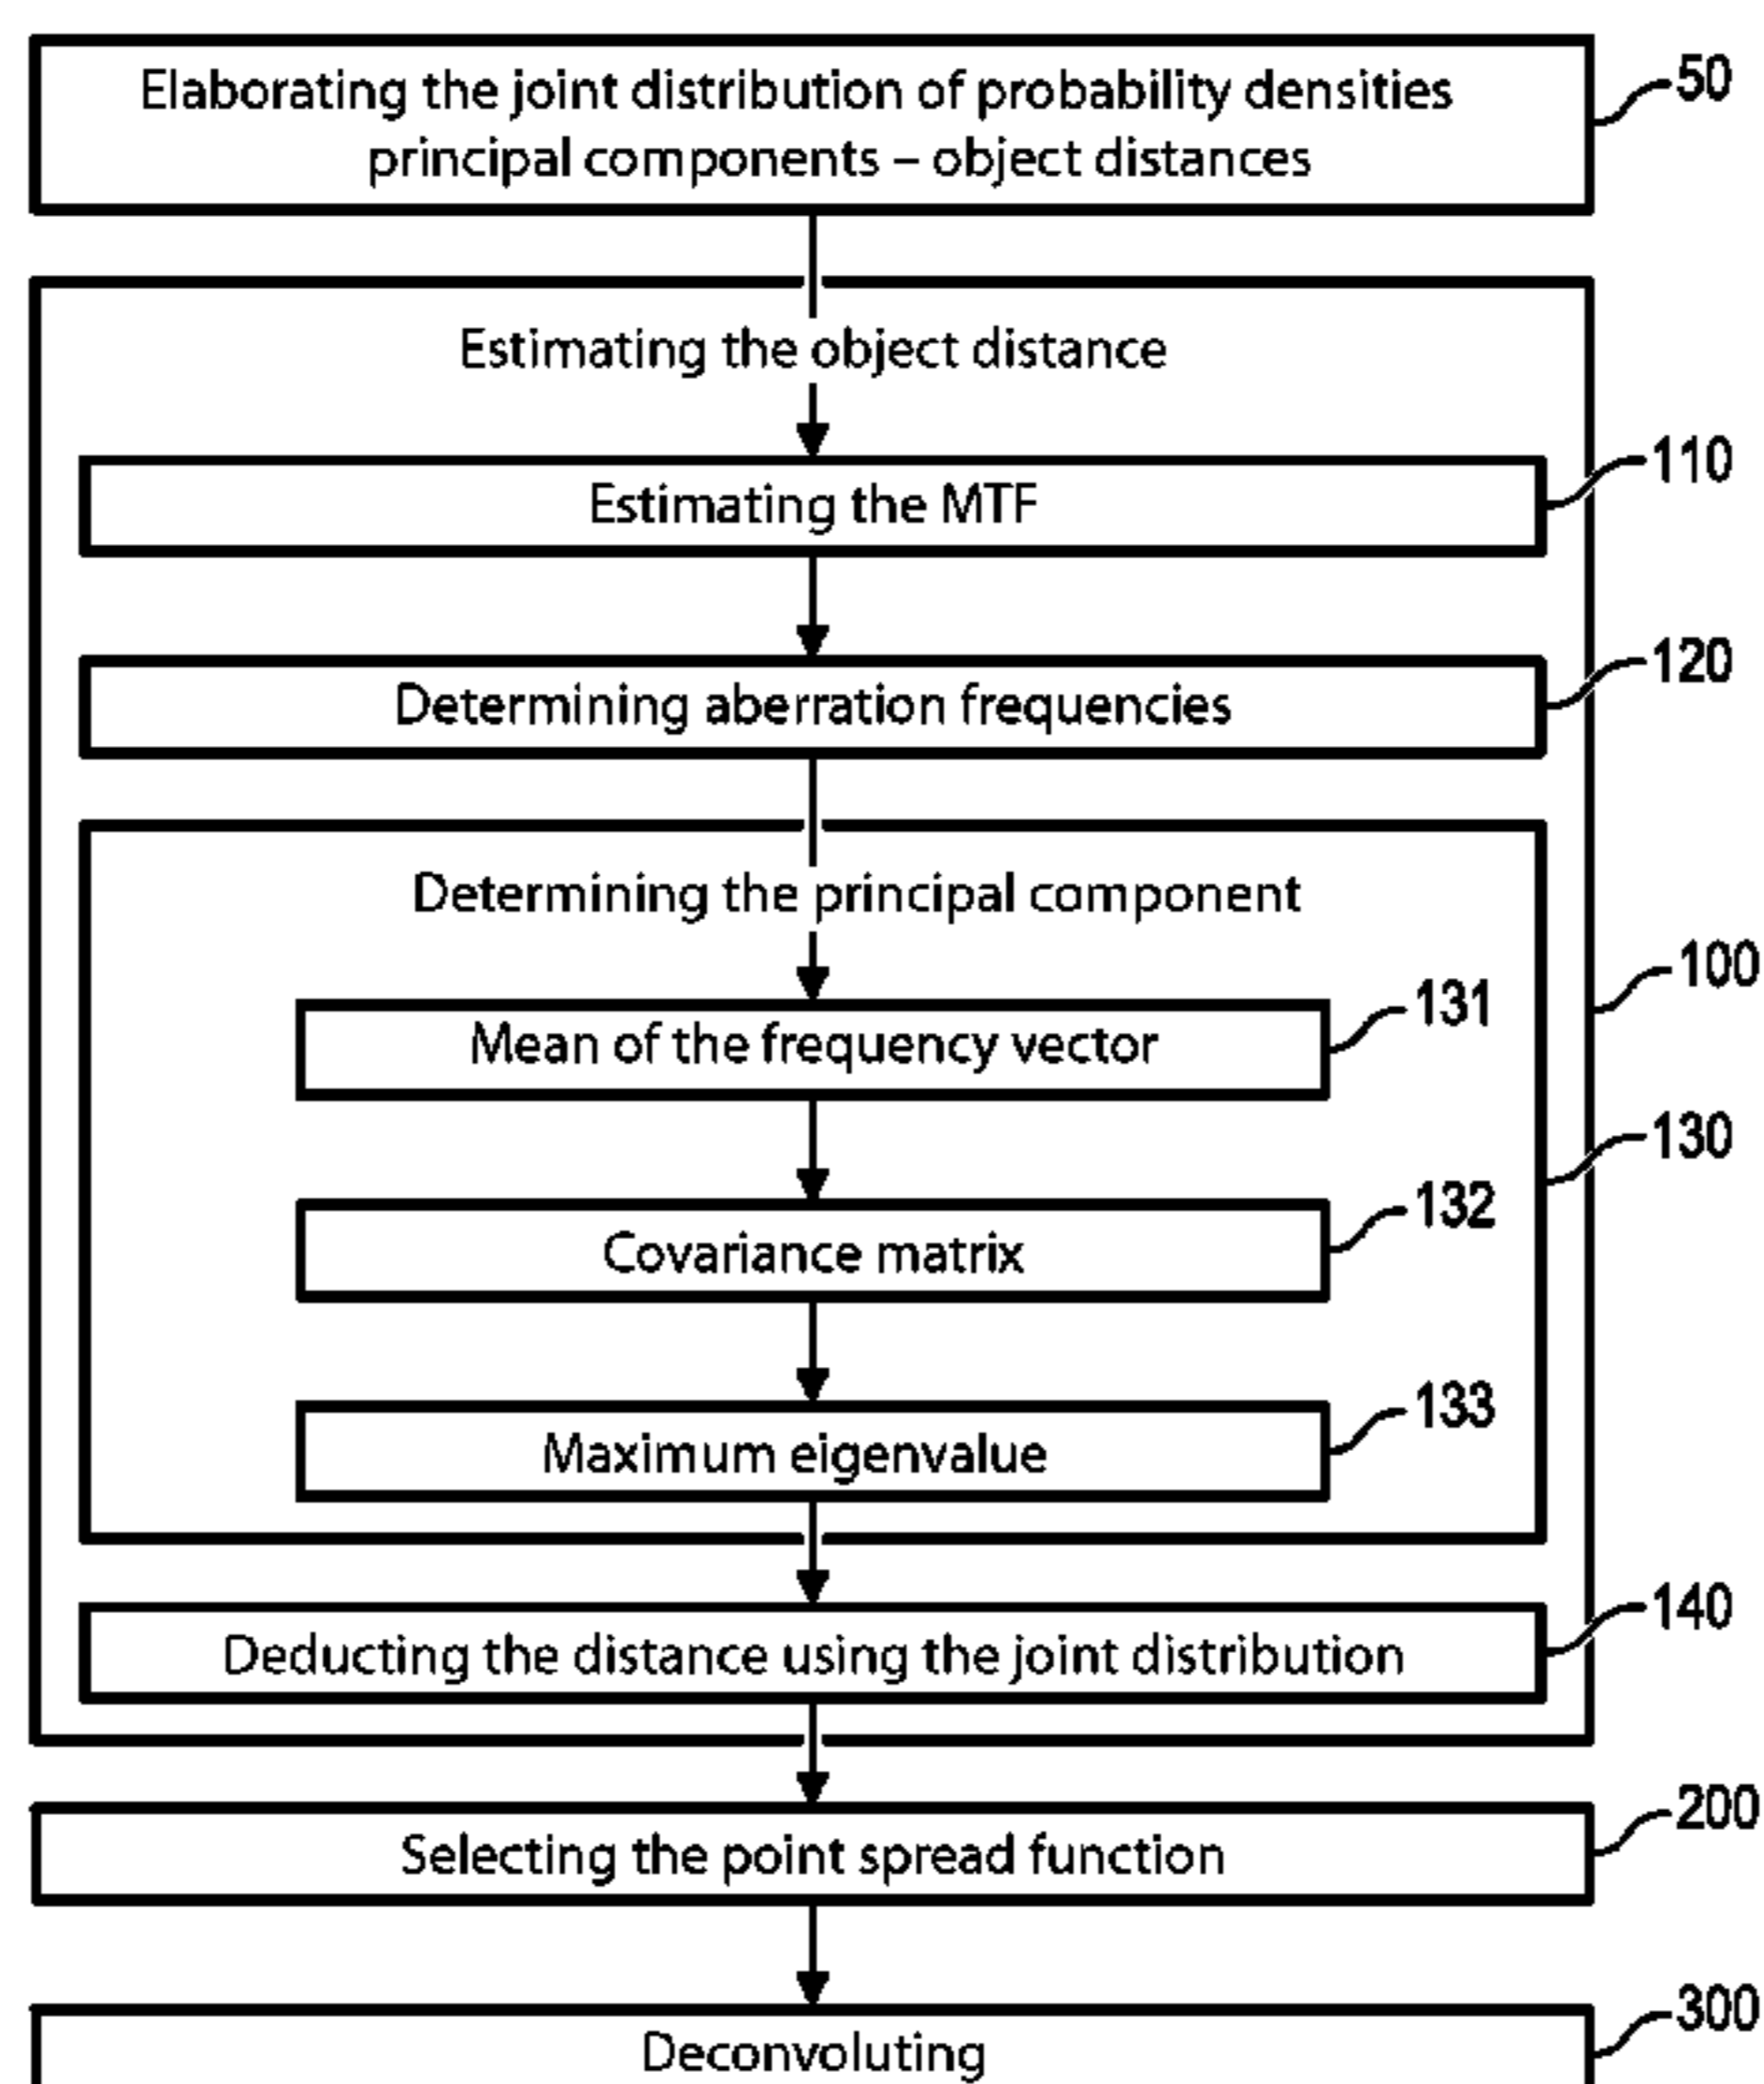 Elaborating the joint distribution of probability densities
principal components – object distances
50
Estimating the object distance
Estimating the MTF
110
Determining aberration frequencies
120
Determining the principal component
100
Mean of the frequency vector
131
130
Covariance matrix
132
Maximum eigenvalue
133
Deducting the distance using the joint distribution
140
Selecting the point spread function
200
Deconvoluting
300